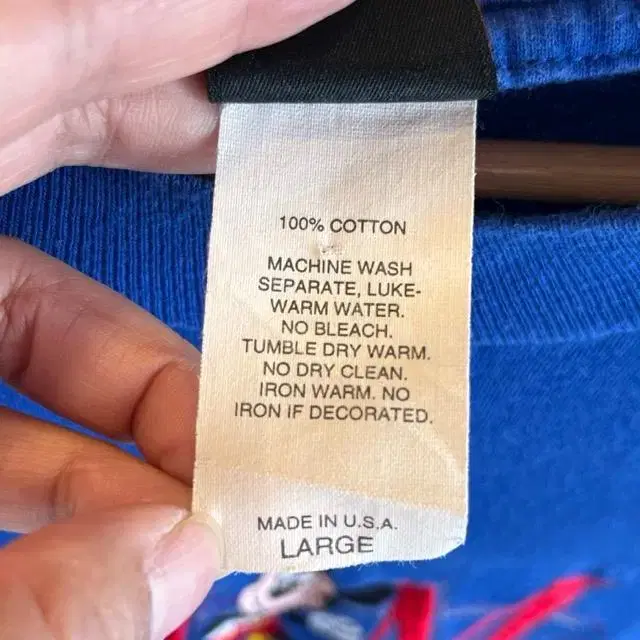 100% COTTON
MACHINE WASH
SEPARATE, LUKE-
WARM WATER.
NO BLEACH.
TUMBLE DRY WARM.
NO DRY CLEAN.
IRON WARM. NO
IRON IF DECORATED.
MADE IN U.S.A.
LARGE